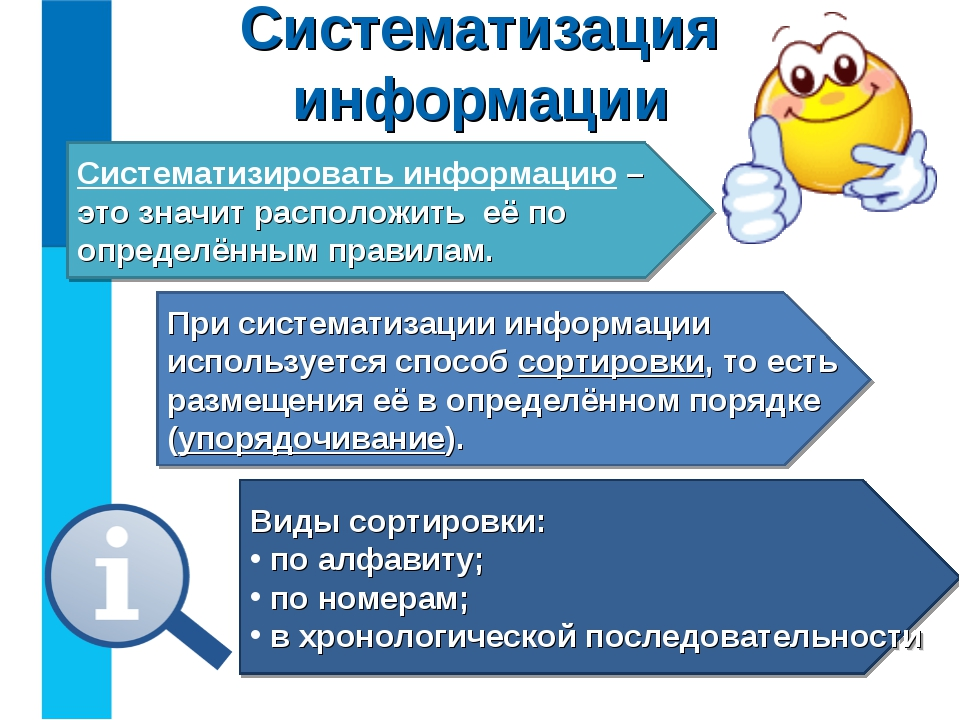 Систематизация
информации
Систематизировать информацию –
это значит расположить её по
определённым правилам.
При систематизации информации
используется способ сортировки, то есть
размещения её в определённом порядке
(упорядочивание).
Виды сортировки:
• по алфавиту;
• по номерам;
• в хронологической последовательности
i